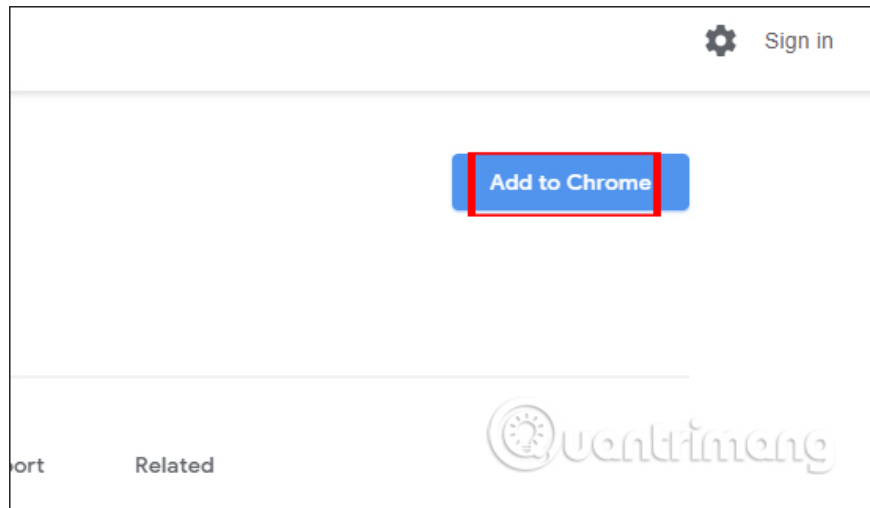 Sign in
Add to Chrome
ort
Related
Quantrimang